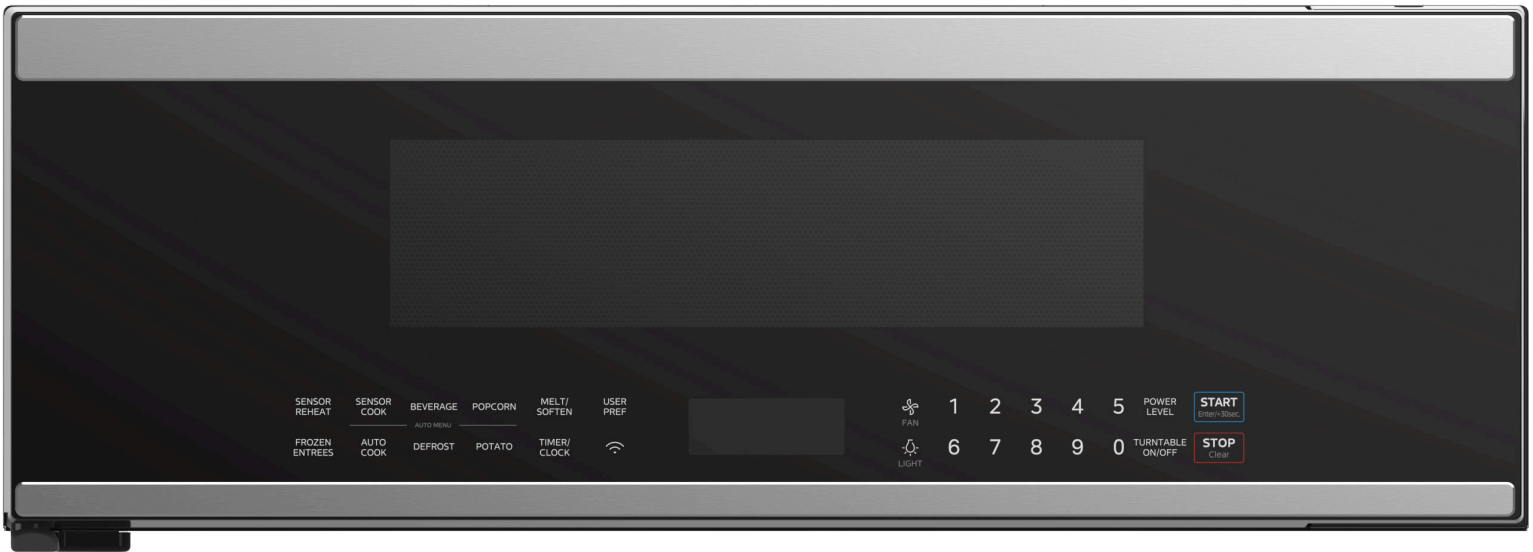 SENSOR
REHEAT
SENSOR
COOK
BEVERAGE
POPCORN
MELT/
SOFTEN
USER
PREF
AUTO MENU
FROZEN
ENTREES
AUTO
COOK
DEFROST
POTATO
TIMER/
CLOCK
FAN
1 2 3 4 5
POWER
LEVEL
START
Enter/+30sec.
LIGHT
6 7 8 9 0
TURNTABLE
ON/OFF
STOP
Clear